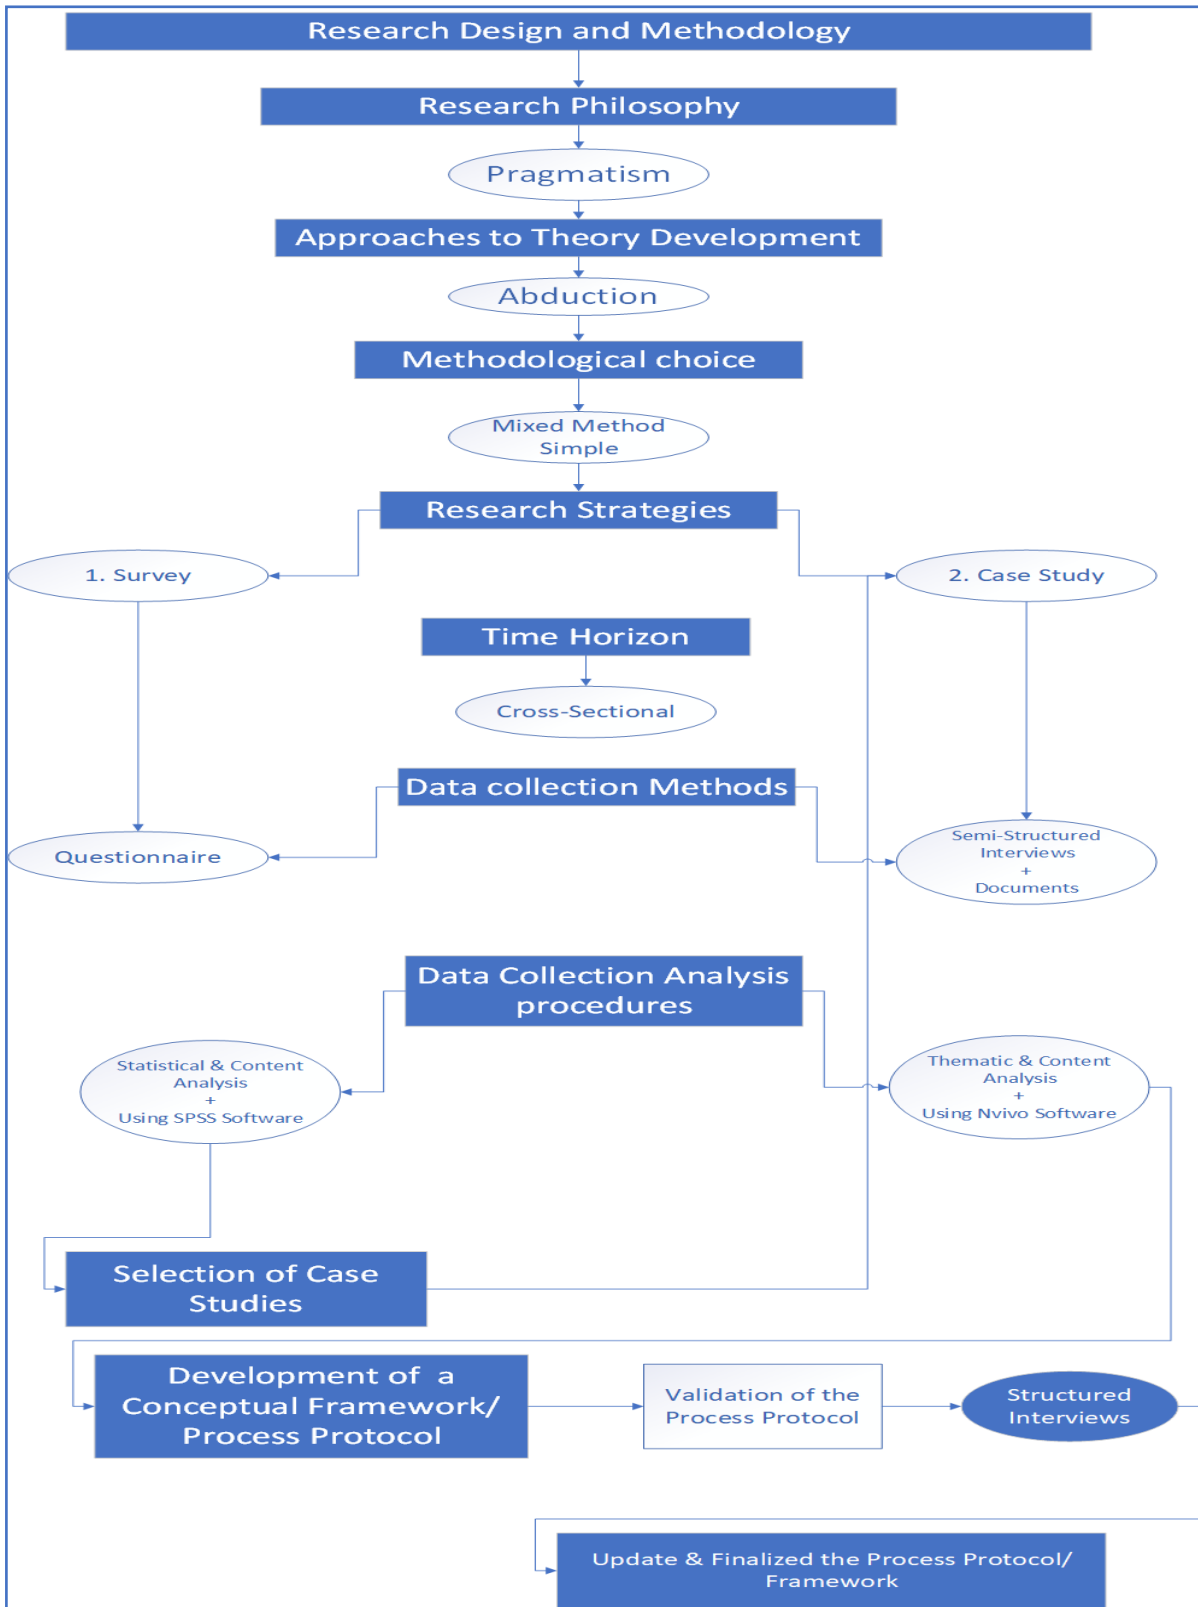 Research Design and Methodology
Research Philosophy
Pragmatism
Approaches to Theory Development
Abduction
Methodological choice
Mixed Method
Simple
Research Strategies
1. Survey
2. Case Study
Time Horizon
Cross-Sectional
Data collection Methods
Questionnaire
Semi-Structured
Interviews
+
Documents
Data Collection Analysis
procedures
Statistical & Content
Analysis
+
Using SPSS Software
Thematic & Content
Analysis
+
Using Nvivo Software
Selection of Case
Studies
Development of a
Conceptual Framework/
Process Protocol
Validation of the
Process Protocol
Structured
Interviews
Update & Finalized the Process Protocol/
Framework